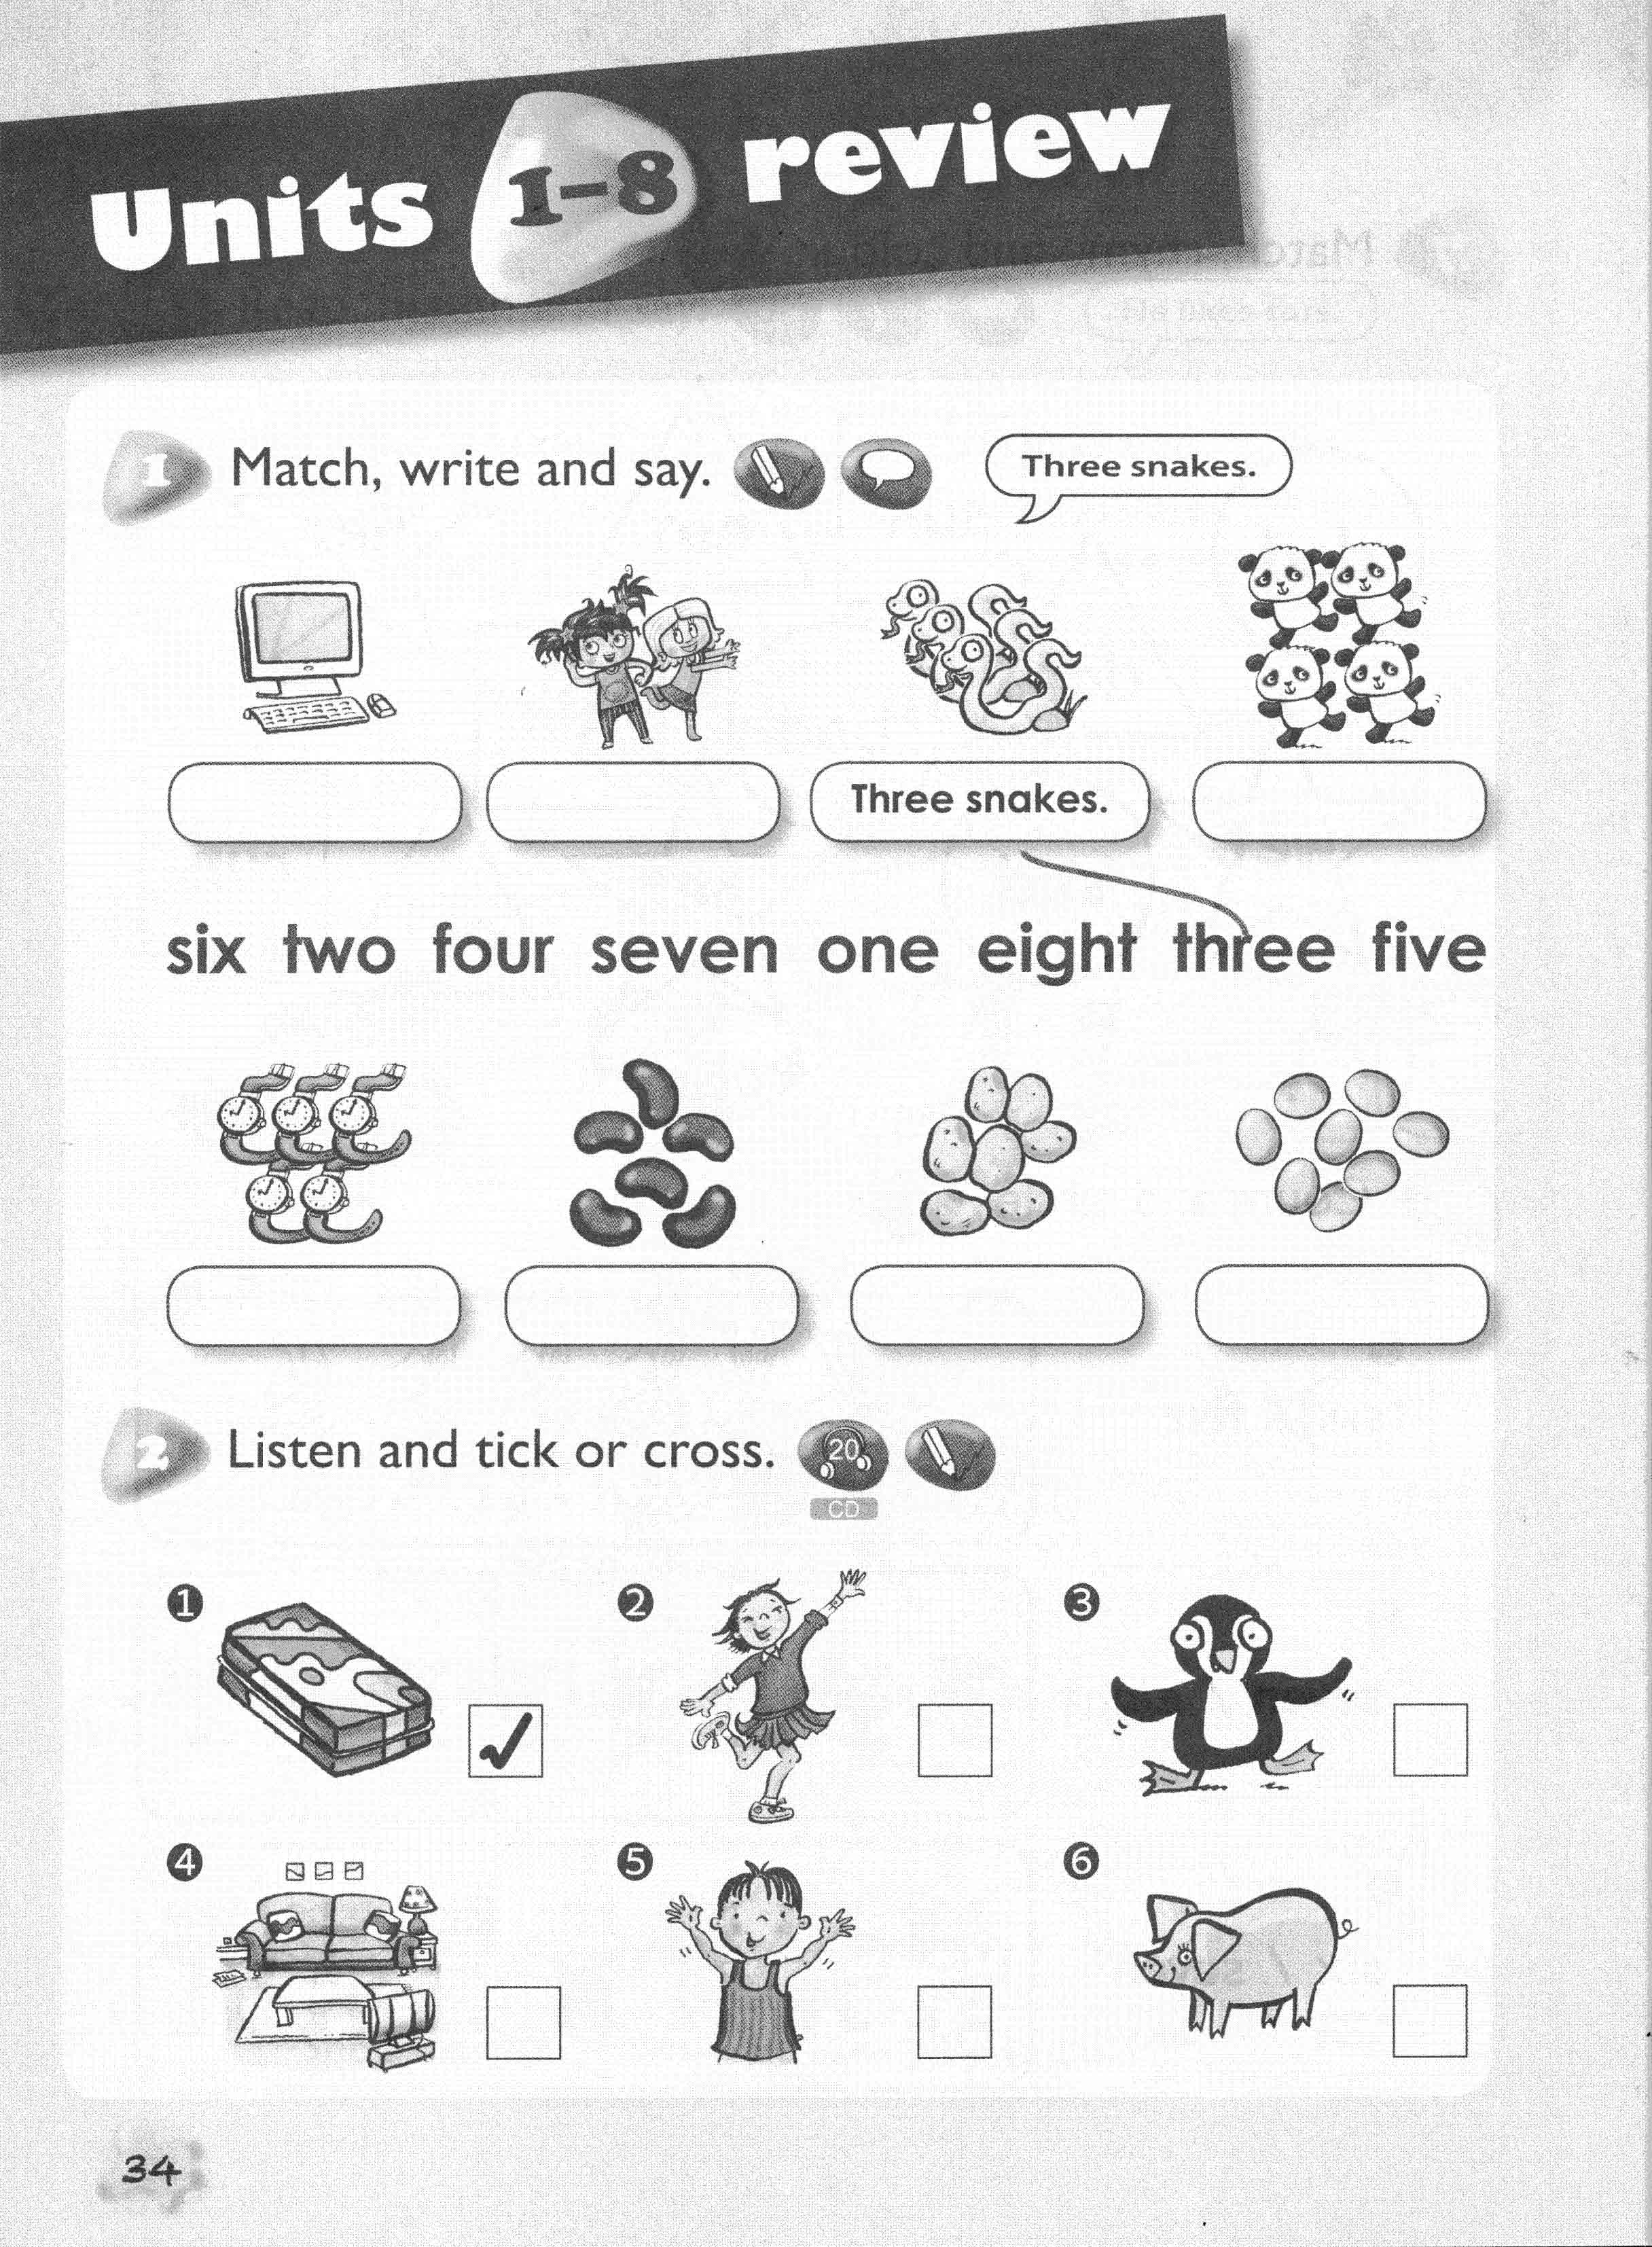 Units 1–8 review
1 Match, write and say.
Three snakes.
Three snakes.
six two four seven one eight three five
2 Listen and tick or cross. 20
CD
1 2 3
4 5 6
34